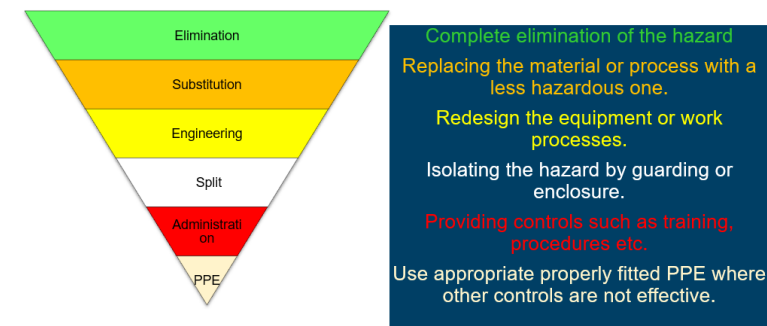 Elimination
Substitution
Engineering
Split
Administrati
on
PPE
Complete elimination of the hazard
Replacing the material or process with a
less hazardous one.
Redesign the equipment or work
processes.
Isolating the hazard by guarding or
enclosure.
Providing controls such as training,
procedures etc.
Use appropriate properly fitted PPE where
other controls are not effective.